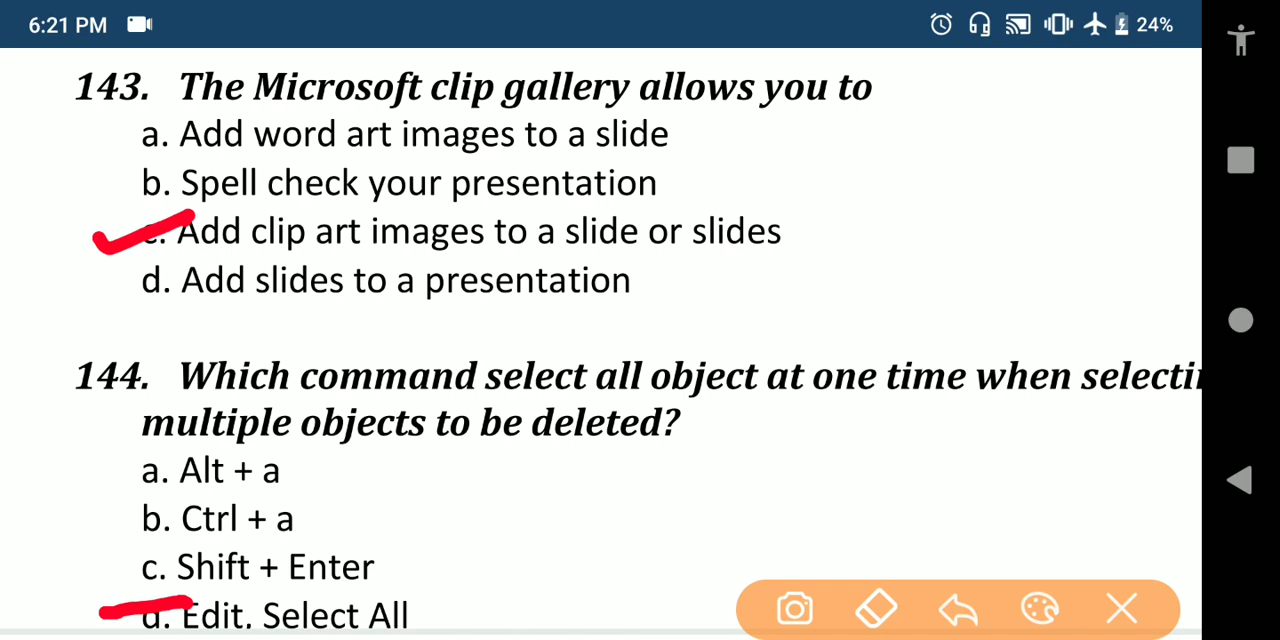 6:21 PM
24%
143. The Microsoft clip gallery allows you to
a. Add word art images to a slide
b. Spell check your presentation
c. Add clip art images to a slide or slides
d. Add slides to a presentation
144. Which command select all object at one time when selectin
multiple objects to be deleted?
a. Alt + a
b. Ctrl + a
c. Shift + Enter
d. Edit. Select All